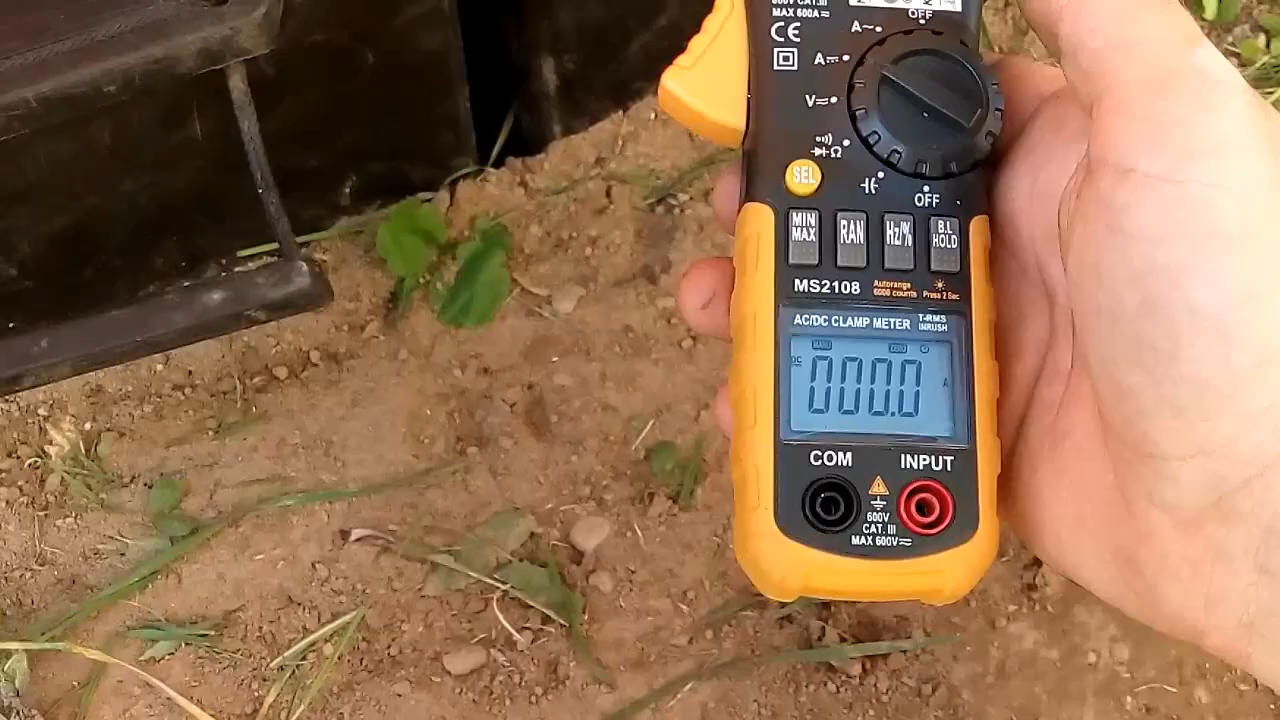 600V CAT.III
MAX 600A⎓
CE
OFF
A~
A⎓
V≂
Ω
OFF
SEL
MIN MAX
RAN
Hz/%
B.L HOLD
MS2108
Autorange
6000 counts
Press 2 Sec
AC/DC CLAMP METER
T-RMS
INRUSH
DC
000.0
A
COM
INPUT
600V
CAT. III
MAX 600V≂